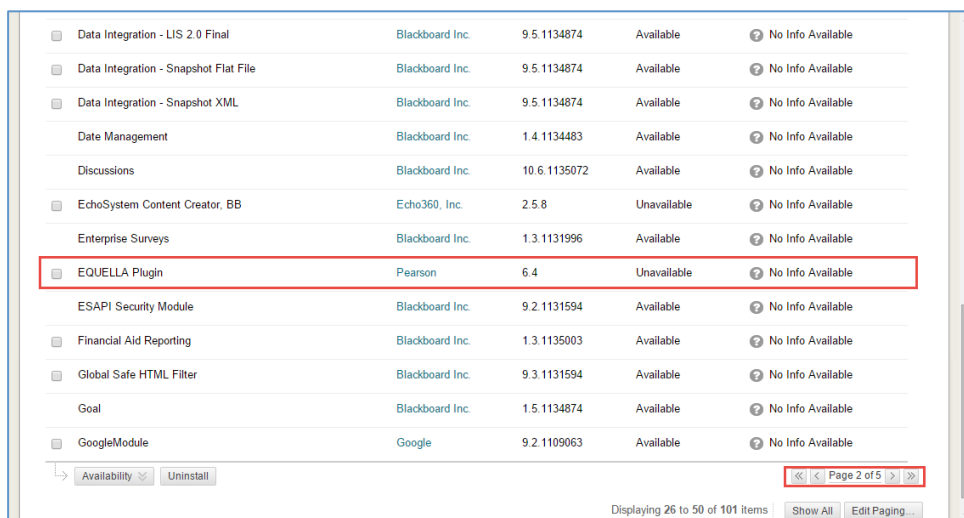 Data Integration - LIS 2.0 Final Blackboard Inc. 9.5.1134874 Available ? No Info Available
Data Integration - Snapshot Flat File Blackboard Inc. 9.5.1134874 Available ? No Info Available
Data Integration - Snapshot XML Blackboard Inc. 9.5.1134874 Available ? No Info Available
Date Management Blackboard Inc. 1.4.1134483 Available ? No Info Available
Discussions Blackboard Inc. 10.6.1135072 Available ? No Info Available
EchoSystem Content Creator, BB Echo360, Inc. 2.5.8 Unavailable ? No Info Available
Enterprise Surveys Blackboard Inc. 1.3.1131996 Available ? No Info Available
EQUELLA Plugin Pearson 6.4 Unavailable ? No Info Available
ESAPI Security Module Blackboard Inc. 9.2.1131594 Available ? No Info Available
Financial Aid Reporting Blackboard Inc. 1.3.1135003 Available ? No Info Available
Global Safe HTML Filter Blackboard Inc. 9.3.1131594 Available ? No Info Available
Goal Blackboard Inc. 1.5.1134874 Available ? No Info Available
GoogleModule Google 9.2.1109063 Available ? No Info Available
Availability Uninstall << < Page 2 of 5 > >>
Displaying 26 to 50 of 101 items Show All Edit Paging...